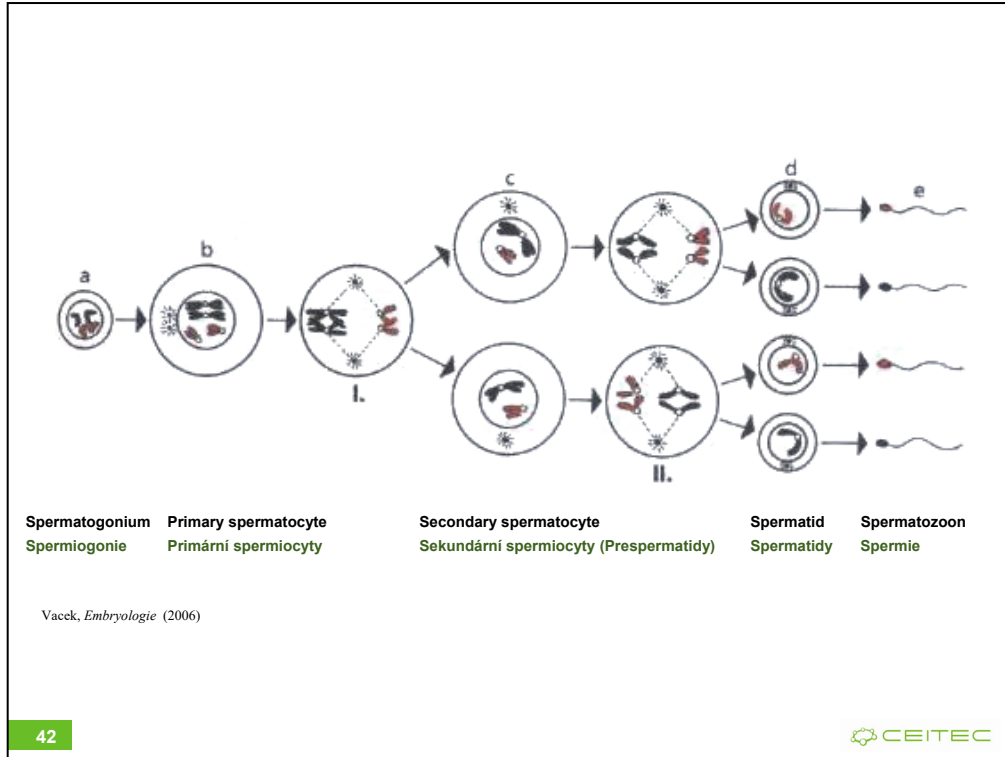 a
b
c
d
e
I.
II.
Spermatogonium Primary spermatocyte Secondary spermatocyte Spermatid Spermatozoon
Spermiogonie Primární spermiocyty Sekundární spermiocyty (Prespermatidy) Spermatidy Spermie
Vacek, Embryologie (2006)
42
CEITEC